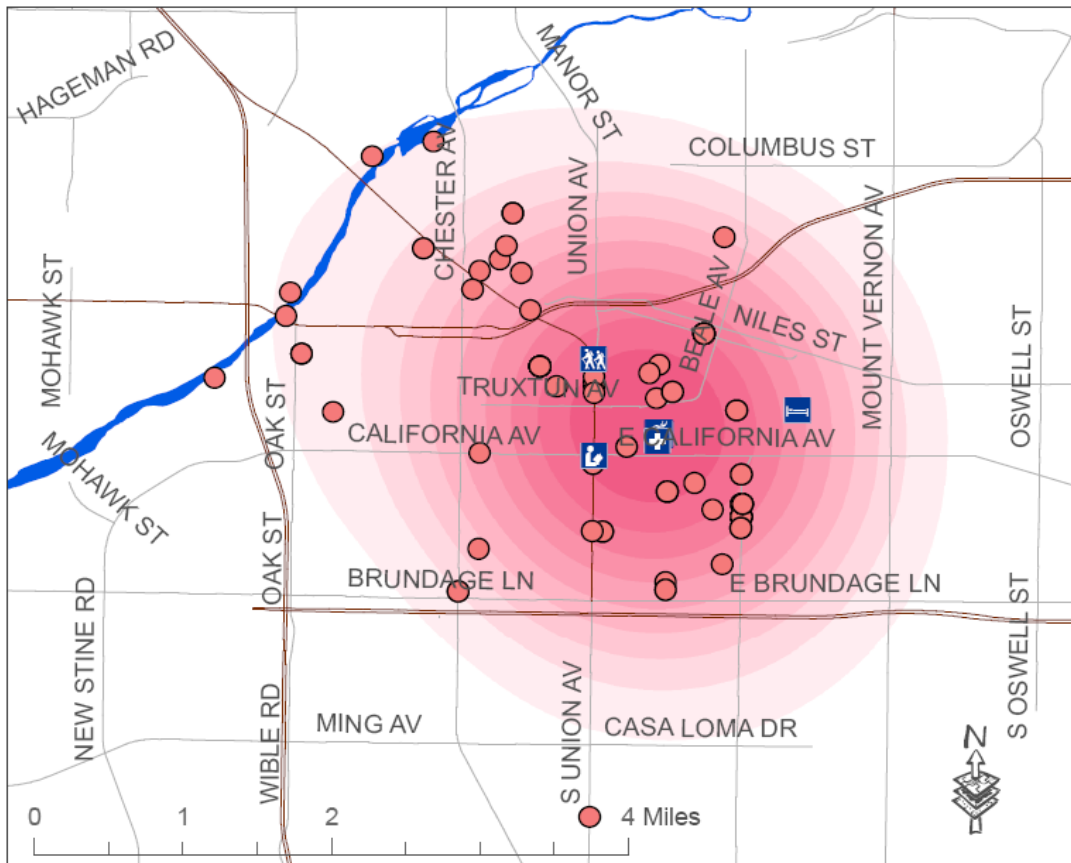 HAGEMAN RD
MANOR ST
COLUMBUS ST
CHESTER AV
UNION AV
MOUNT VERNON AV
MOHAWK ST
BEALE AV
NILES ST
OSWELL ST
TRUXTUN AV
OAK ST
CALIFORNIA AV
E CALIFORNIA AV
MOHAWK ST
OAK ST
BRUNDAGE LN
E BRUNDAGE LN
NEW STINE RD
S OSWELL ST
WIBLE RD
MING AV
S UNION AV
CASA LOMA DR
N
0 1 2 4 Miles